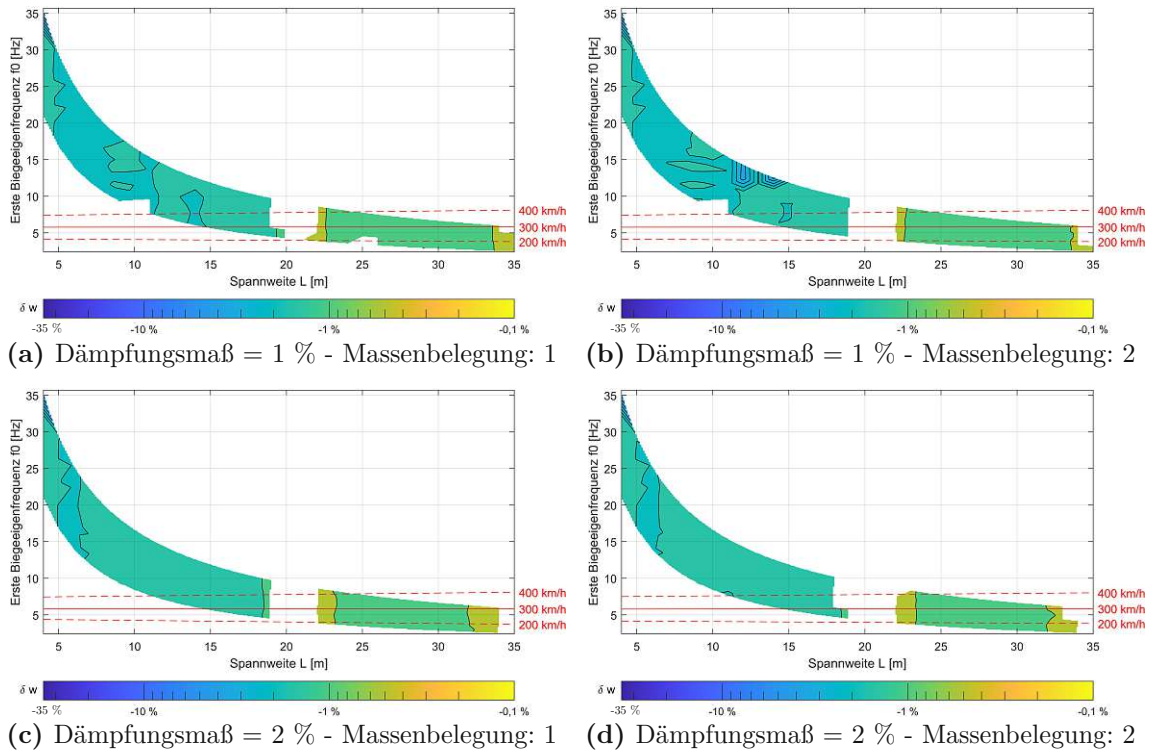 35
30
25
20
15
10
5
Erste Biegeeigenfrequenz f0 [Hz]
400 km/h
300 km/h
200 km/h
5 10 15 20 25 30 35
Spannweite L [m]
δ w
-35 % -10 % -1 % -0,1 %
(a) Dämpfungsmaß = 1 % - Massenbelegung: 1
35
30
25
20
15
10
5
Erste Biegeeigenfrequenz f0 [Hz]
400 km/h
300 km/h
200 km/h
5 10 15 20 25 30 35
Spannweite L [m]
δ w
-35 % -10 % -1 % -0,1 %
(b) Dämpfungsmaß = 1 % - Massenbelegung: 2
35
30
25
20
15
10
5
Erste Biegeeigenfrequenz f0 [Hz]
400 km/h
300 km/h
200 km/h
5 10 15 20 25 30 35
Spannweite L [m]
δ w
-35 % -10 % -1 % -0,1 %
(c) Dämpfungsmaß = 2 % - Massenbelegung: 1
35
30
25
20
15
10
5
Erste Biegeeigenfrequenz f0 [Hz]
400 km/h
300 km/h
200 km/h
5 10 15 20 25 30 35
Spannweite L [m]
δ w
-35 % -10 % -1 % -0,1 %
(d) Dämpfungsmaß = 2 % - Massenbelegung: 2